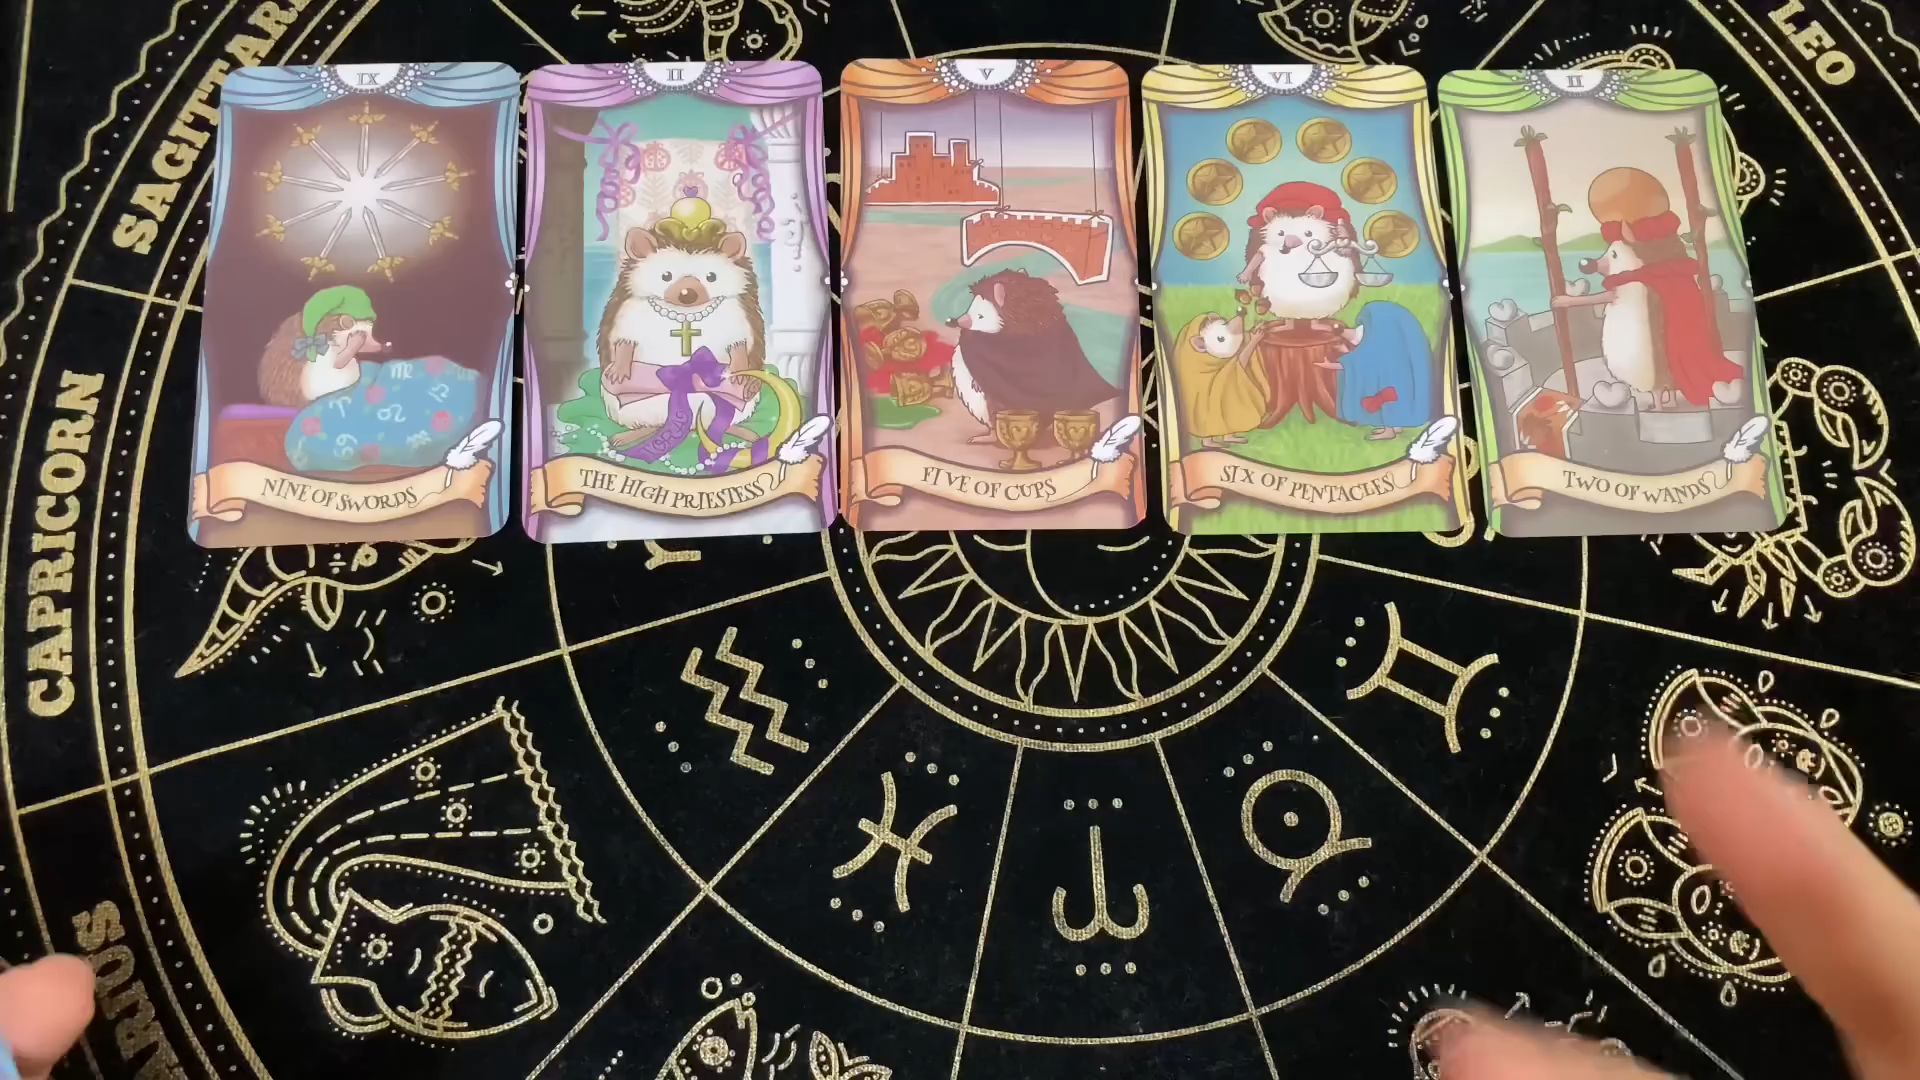 SAGITTARI
LEO
CAPRICORN
ARIUS
IX
NINE OF SWORDS
II
THE HIGH PRIESTESS
V
FIVE OF CUPS
VI
SIX OF PENTACLES
II
TWO OF WANDS